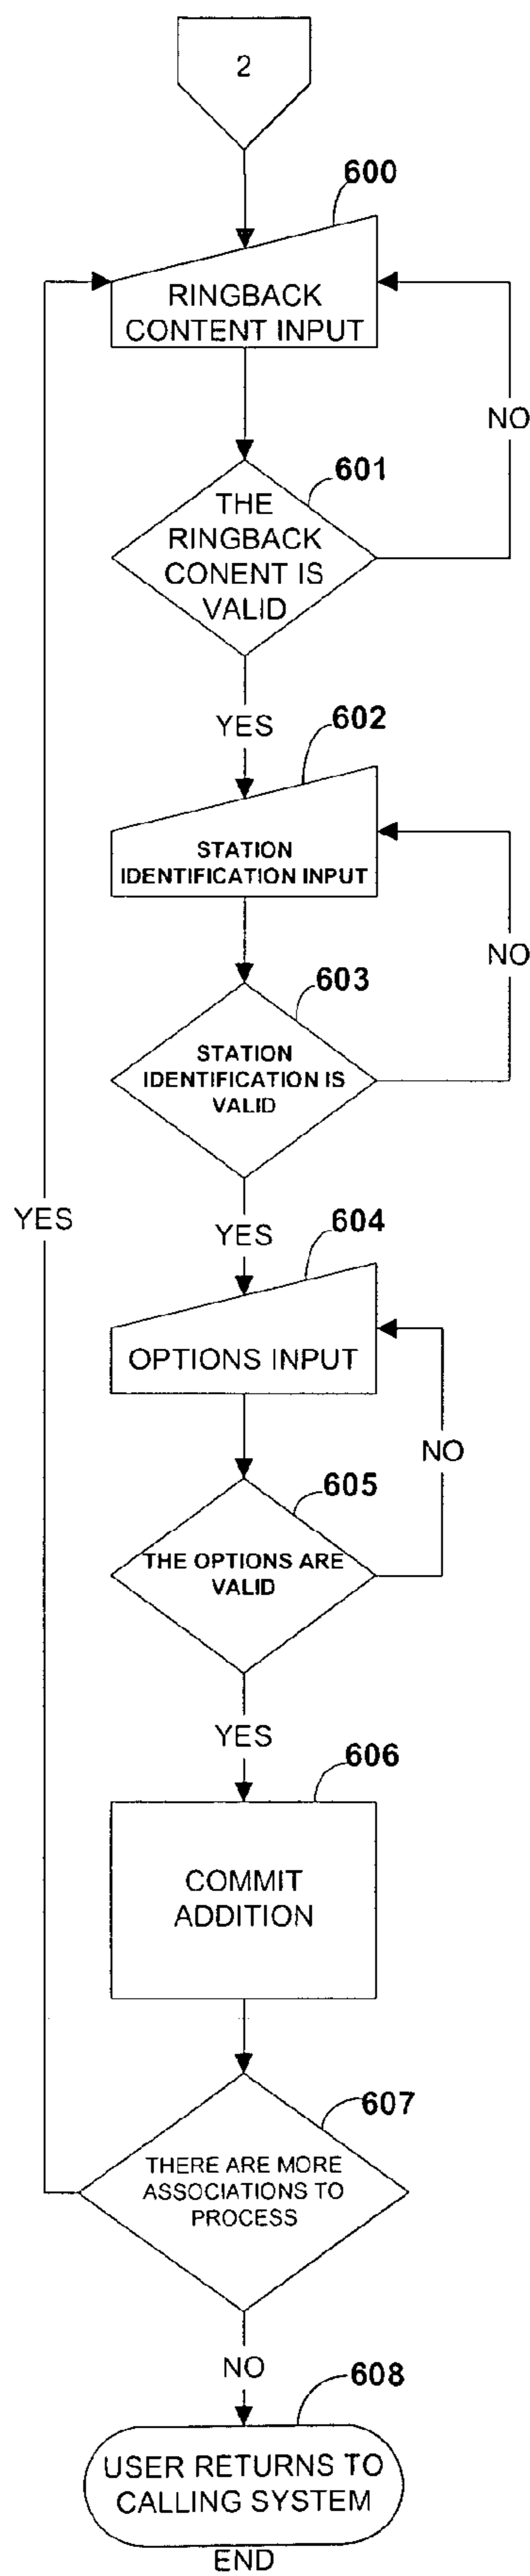 2
600
RINGBACK
CONTENT INPUT
NO
601
THE
RINGBACK
CONENT IS
VALID
YES
602
STATION
IDENTIFICATION INPUT
NO
603
STATION
IDENTIFICATION IS
VALID
YES
YES
604
OPTIONS INPUT
NO
605
THE OPTIONS ARE
VALID
YES
606
COMMIT
ADDITION
607
THERE ARE MORE
ASSOCIATIONS TO
PROCESS
NO
608
USER RETURNS TO
CALLING SYSTEM
END